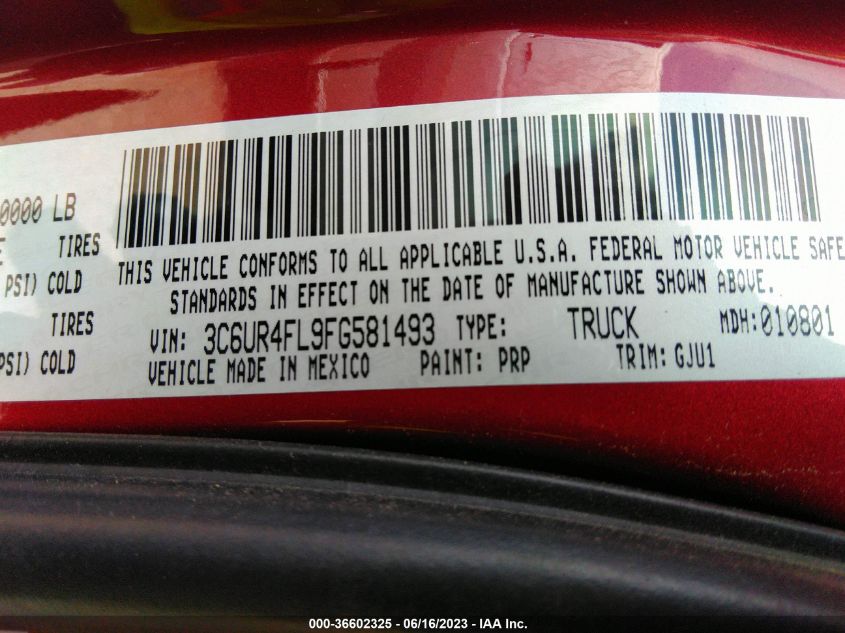 0000 LB
TIRES
PSI) COLD
TIRES
PSI) COLD
THIS VEHICLE CONFORMS TO ALL APPLICABLE U.S.A. FEDERAL MOTOR VEHICLE SAFE
STANDARDS IN EFFECT ON THE DATE OF MANUFACTURE SHOWN ABOVE.
VIN: 3C6UR4FL9FG581493 TYPE: TRUCK MDH:010801
VEHICLE MADE IN MEXICO PAINT: PRP TRIM: GJU1
000-36602325 - 06/16/2023 - IAA Inc.